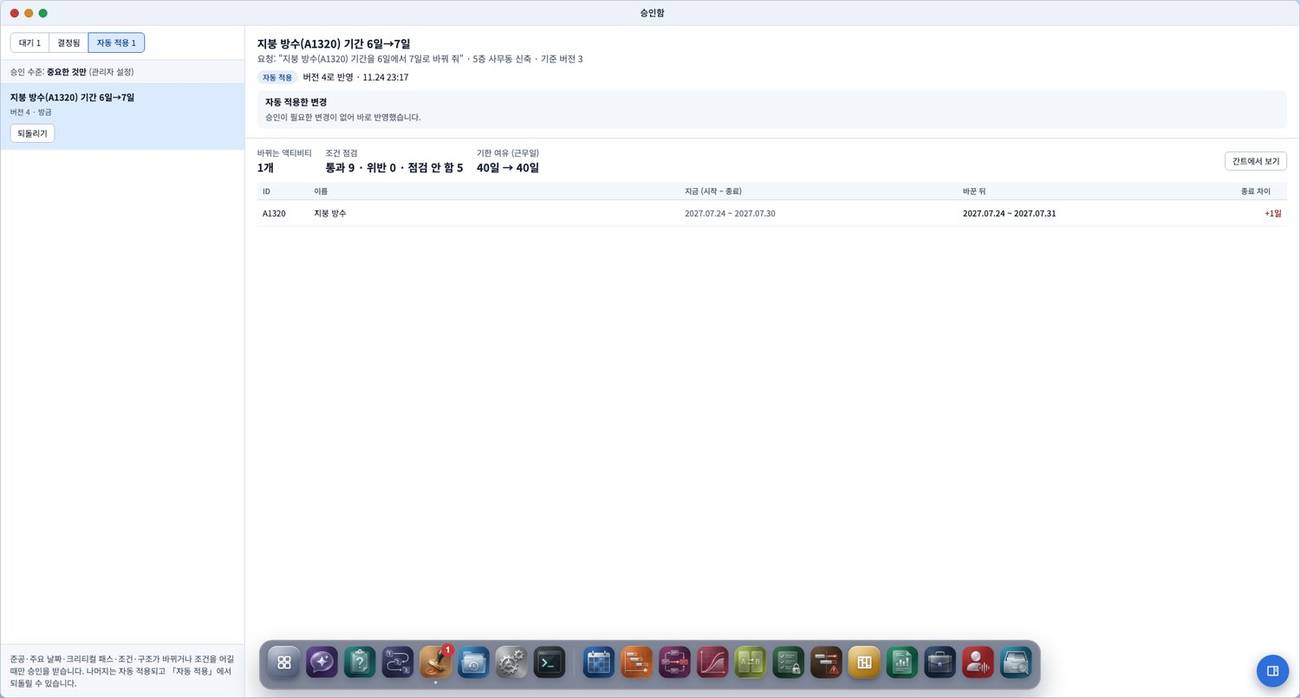 승인함
대기 1 결정됨 자동 적용 1
승인 수준: 중요한 것만 (관리자 설정)
지붕 방수(A1320) 기간 6일→7일
버전 4 · 방금
되돌리기
준공·주요 날짜·크리티컬 패스·조건·구조가 바뀌거나 조건을 어길
때만 승인을 받습니다. 나머지는 자동 적용되고 「자동 적용」에서
되돌릴 수 있습니다.
지붕 방수(A1320) 기간 6일→7일
요청: "지붕 방수(A1320) 기간을 6일에서 7일로 바꿔 줘" · 5층 사무동 신축 · 기준 버전 3
자동 적용 버전 4로 반영 · 11.24 23:17
자동 적용한 변경
승인이 필요한 변경이 없어 바로 반영했습니다.
바뀌는 액티비티 조건 점검 기한 여유 (근무일)
1개 통과 9 · 위반 0 · 점검 안 함 5 40일 → 40일
간트에서 보기
ID 이름 지금 (시작 ~ 종료) 바꾼 뒤 종료 차이
A1320 지붕 방수 2027.07.24 ~ 2027.07.30 2027.07.24 ~ 2027.07.31 +1일
1